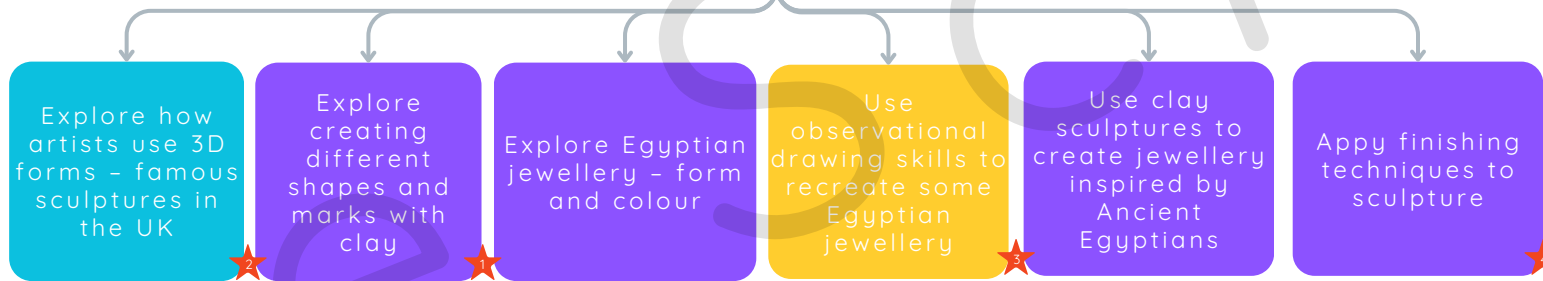 Explore how
artists use 3D
forms – famous
sculptures in
the UK
2
Explore
creating
different
shapes and
marks with
clay
1
Explore Egyptian
jewellery – form
and colour
Use
observational
drawing skills to
recreate some
Egyptian
jewellery
3
Use clay
sculptures to
create jewellery
inspired by
Ancient
Egyptians
Appy finishing
techniques to
sculpture